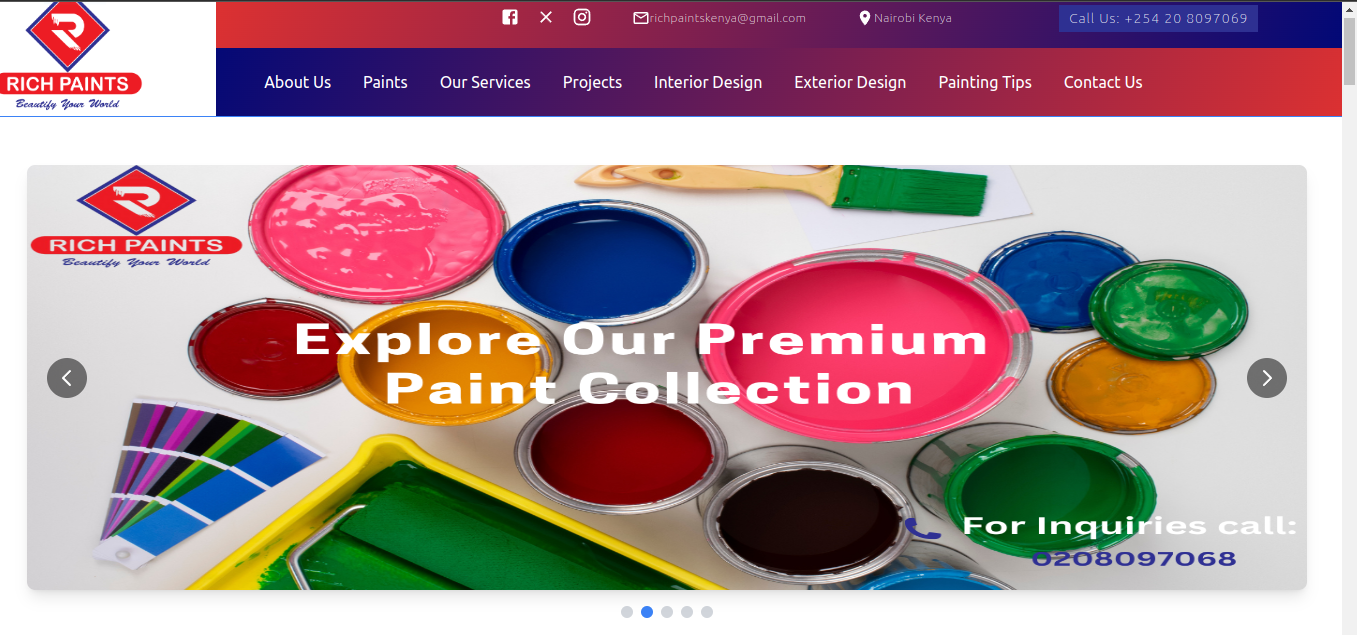 RICH PAINTS
Beautify Your World
richpaintskenya@gmail.com
Nairobi Kenya
Call Us: +254 20 8097069
About Us
Paints
Our Services
Projects
Interior Design
Exterior Design
Painting Tips
Contact Us
RICH PAINTS
Beautify Your World
Explore Our Premium
Paint Collection
For Inquiries call:
0208097068